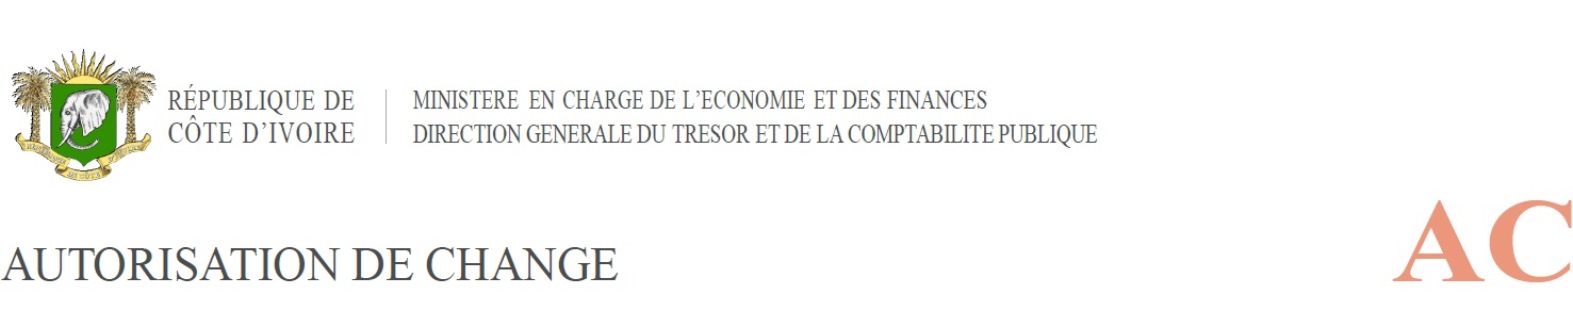 RÉPUBLIQUE DE
CÔTE D'IVOIRE
MINISTERE EN CHARGE DE L'ECONOMIE ET DES FINANCES
DIRECTION GENERALE DU TRESOR ET DE LA COMPTABILITE PUBLIQUE
AC
AUTORISATION DE CHANGE